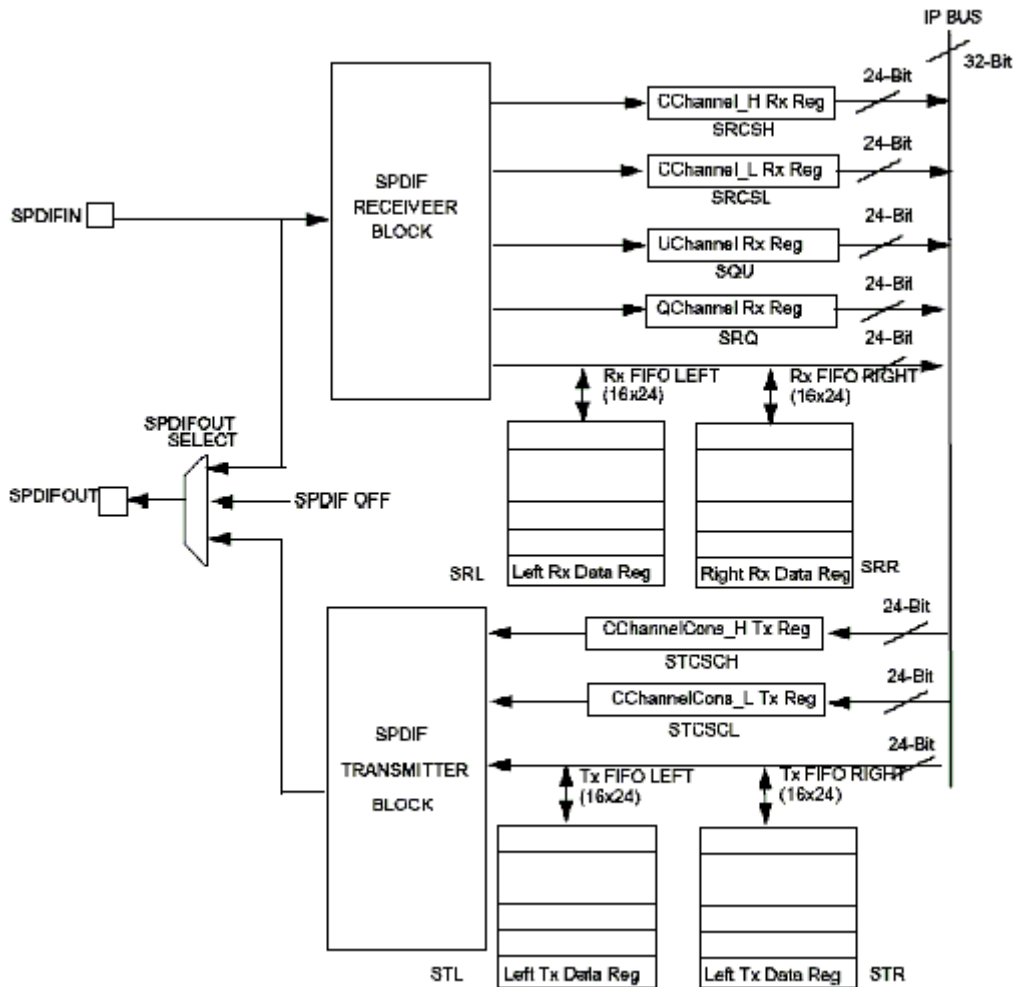 IP BUS
32-Bit
24-Bit
CChannel_H Rx Reg
SRCSH
24-Bit
CChannel_L Rx Reg
SRCSL
SPDIF
RECEIVEER
BLOCK
SPDIFIN
24-Bit
UChannel Rx Reg
SQU
24-Bit
QChannel Rx Reg
SRQ
24-Bit
Rx FIFO LEFT
(16x24)
Rx FIFO RIGHT
(16x24)
SPDIFOUT
SELECT
SPDIFOUT
SPDIF OFF
SRL
Left Rx Data Reg
Right Rx Data Reg
SRR
24-Bit
CChannelCons_H Tx Reg
STCSCH
24-Bit
CChannelCons_L Tx Reg
STCSCL
SPDIF
TRANSMITTER
BLOCK
24-Bit
Tx FIFO LEFT
(16x24)
Tx FIFO RIGHT
(16x24)
STL
Left Tx Data Reg
Left Tx Data Reg
STR